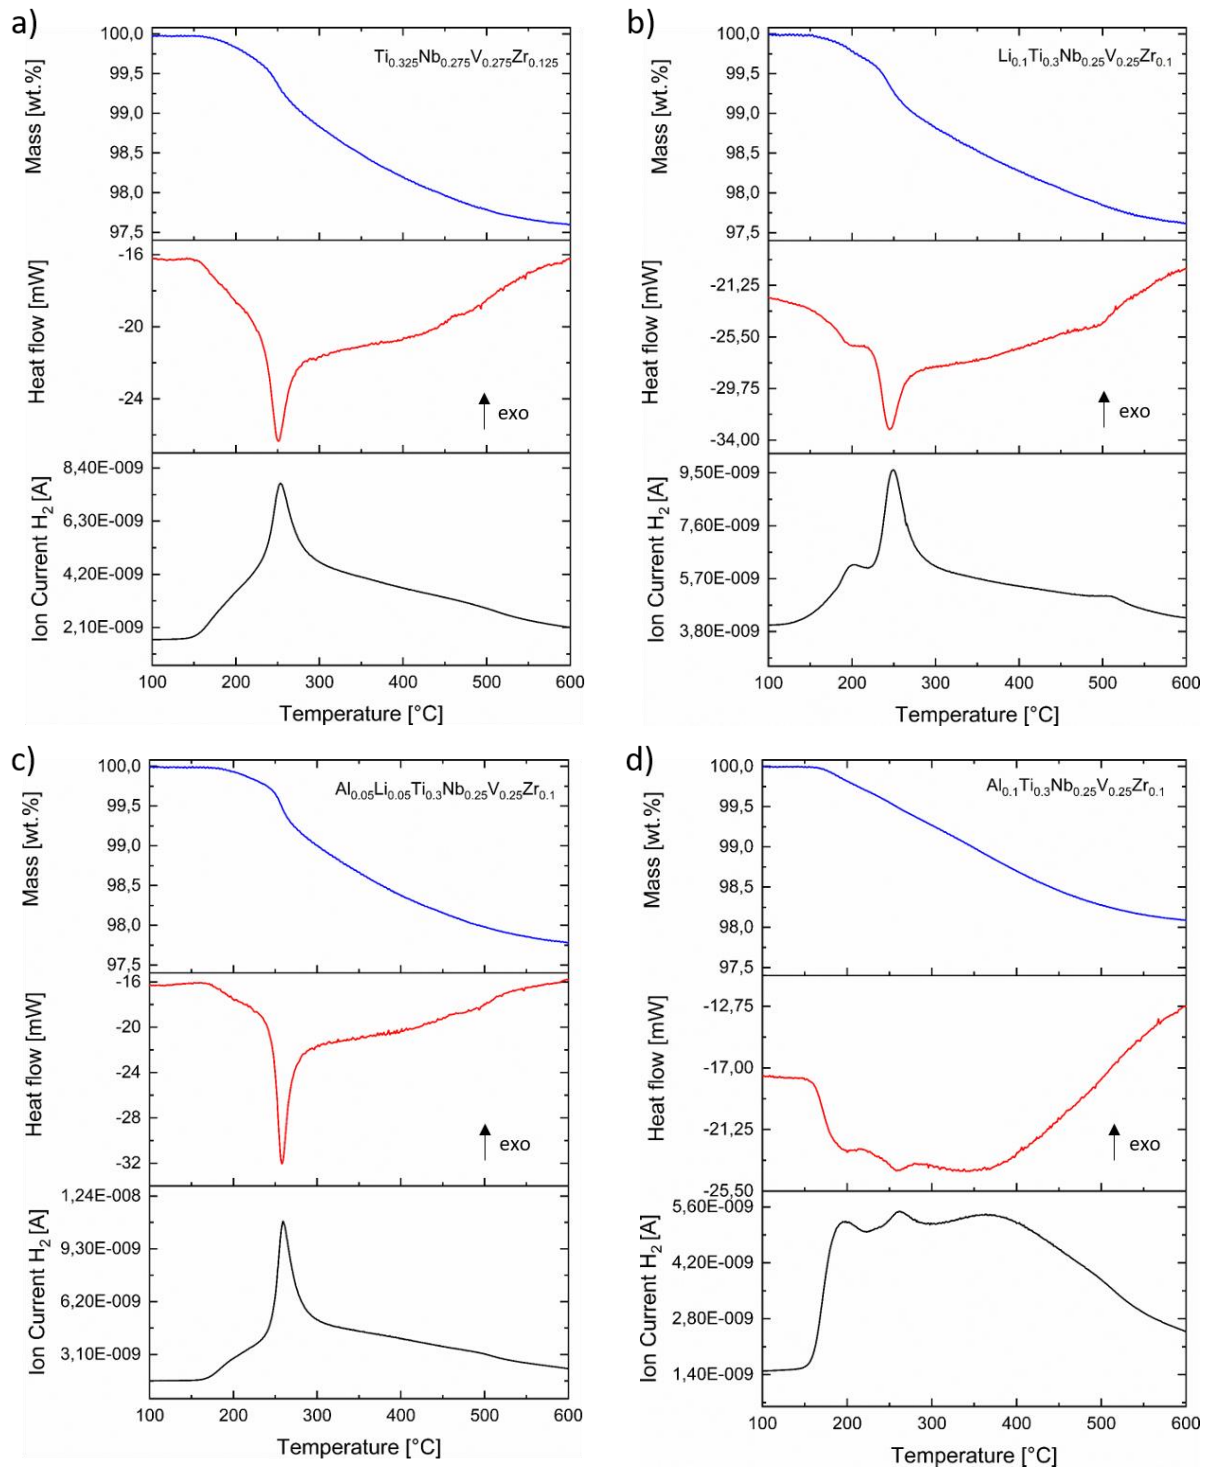 a)
Ti0.325Nb0.275V0.275Zr0.125
Mass [wt.%]
100,0
99,5
99,0
98,5
98,0
97,5
Heat flow [mW]
-16
-20
-24
exo
Ion Current H2 [A]
8,40E-009
6,30E-009
4,20E-009
2,10E-009
100 200 300 400 500 600
Temperature [°C]
b)
Li0.1Ti0.3Nb0.25V0.25Zr0.1
Mass [wt.%]
100,0
99,5
99,0
98,5
98,0
97,5
Heat flow [mW]
-21,25
-25,50
-29,75
-34,00
exo
Ion Current H2 [A]
9,50E-009
7,60E-009
5,70E-009
3,80E-009
100 200 300 400 500 600
Temperature [°C]
c)
Al0.05Li0.05Ti0.3Nb0.25V0.25Zr0.1
Mass [wt.%]
100,0
99,5
99,0
98,5
98,0
97,5
Heat flow [mW]
-16
-20
-24
-28
-32
exo
Ion Current H2 [A]
1,24E-008
9,30E-009
6,20E-009
3,10E-009
100 200 300 400 500 600
Temperature [°C]
d)
Al0.1Ti0.3Nb0.25V0.25Zr0.1
Mass [wt.%]
100,0
99,5
99,0
98,5
98,0
97,5
Heat flow [mW]
-12,75
-17,00
-21,25
-25,50
exo
Ion Current H2 [A]
5,60E-009
4,20E-009
2,80E-009
1,40E-009
100 200 300 400 500 600
Temperature [°C]